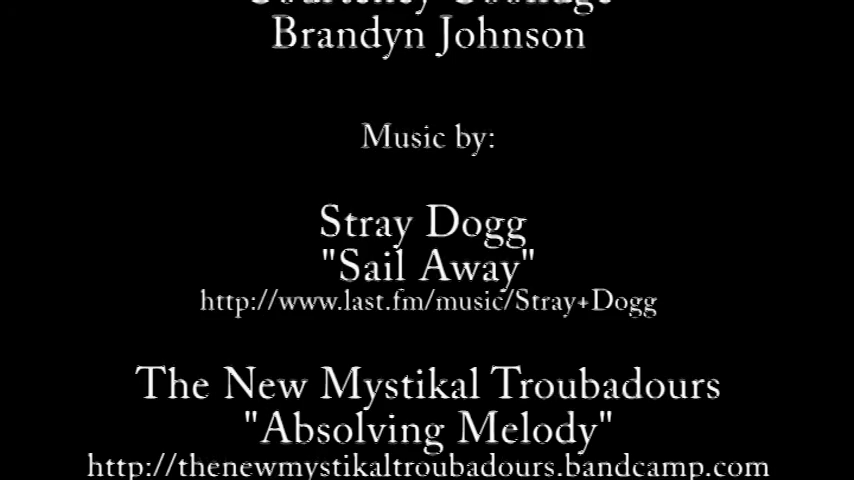 Brandyn Johnson
Music by:
Stray Dogg
"Sail Away"
http://www.last.fm/music/Stray+Dogg
The New Mystikal Troubadours
"Absolving Melody"
http://thenewmystikaltroubadours.bandcamp.com